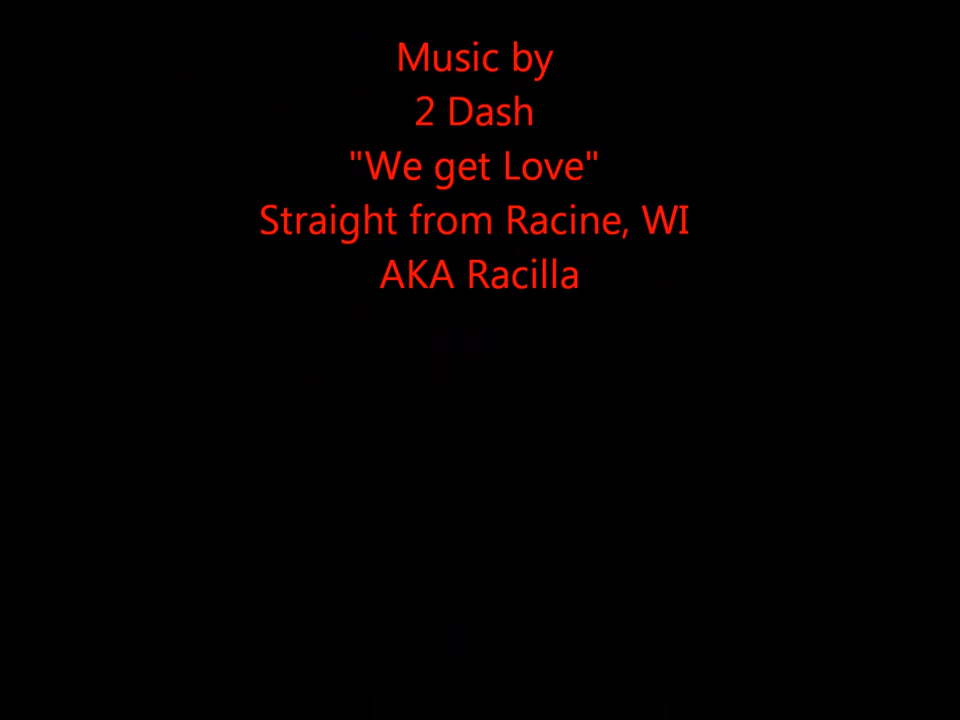 Music by
2 Dash
"We get Love"
Straight from Racine, WI
AKA Racilla